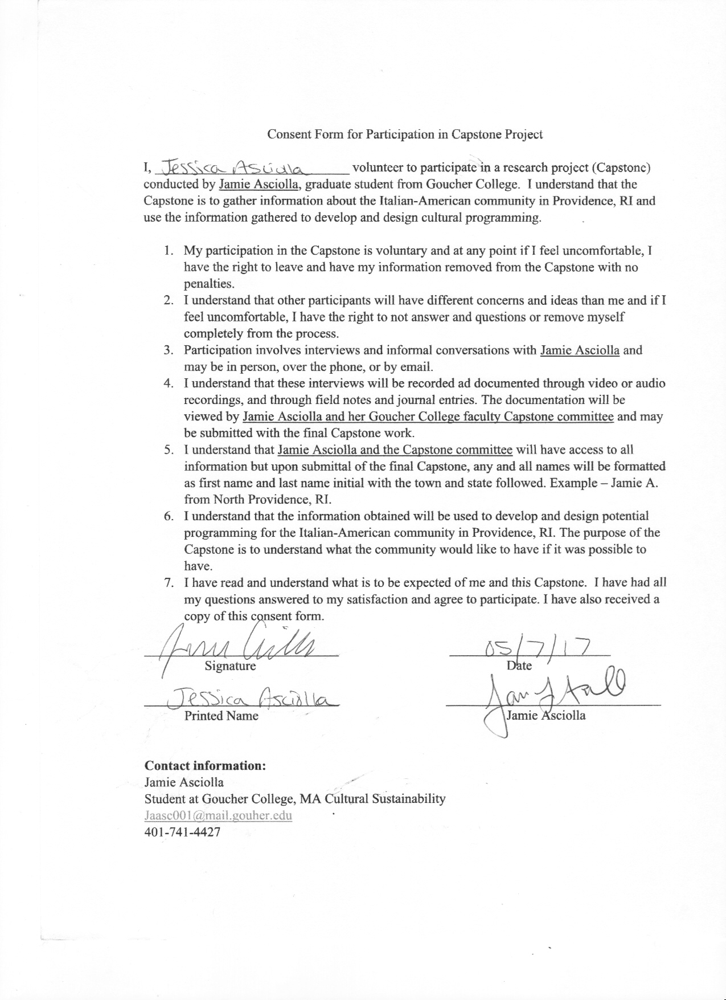 Consent Form for Participation in Capstone Project
I, Jessica Asciolla volunteer to participate in a research project (Capstone)
conducted by Jamie Asciolla, graduate student from Goucher College. I understand that the
Capstone is to gather information about the Italian-American community in Providence, RI and
use the information gathered to develop and design cultural programming.
1. My participation in the Capstone is voluntary and at any point if I feel uncomfortable, I
have the right to leave and have my information removed from the Capstone with no
penalties.
2. I understand that other participants will have different concerns and ideas than me and if I
feel uncomfortable, I have the right to not answer and questions or remove myself
completely from the process.
3. Participation involves interviews and informal conversations with Jamie Asciolla and
may be in person, over the phone, or by email.
4. I understand that these interviews will be recorded ad documented through video or audio
recordings, and through field notes and journal entries. The documentation will be
viewed by Jamie Asciolla and her Goucher College faculty Capstone committee and may
be submitted with the final Capstone work.
5. I understand that Jamie Asciolla and the Capstone committee will have access to all
information but upon submittal of the final Capstone, any and all names will be formatted
as first name and last name initial with the town and state followed. Example – Jamie A.
from North Providence, RI.
6. I understand that the information obtained will be used to develop and design potential
programming for the Italian-American community in Providence, RI. The purpose of the
Capstone is to understand what the community would like to have if it was possible to
have.
7. I have read and understand what is to be expected of me and this Capstone. I have had all
my questions answered to my satisfaction and agree to participate. I have also received a
copy of this consent form.
05/7/17
Signature Date
Jessica Asciolla
Printed Name Jamie Asciolla
Contact information:
Jamie Asciolla
Student at Goucher College, MA Cultural Sustainability
Jaasc001@mail.gouher.edu
401-741-4427